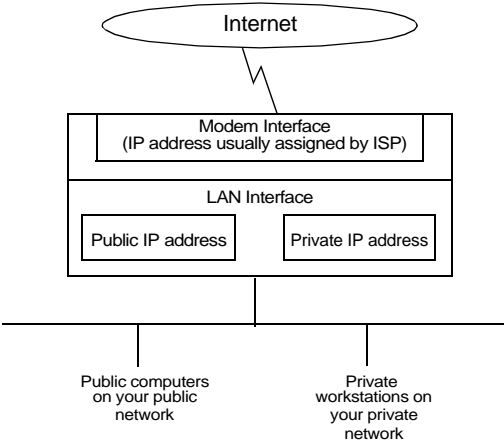 Internet
Modem Interface
(IP address usually assigned by ISP)
LAN Interface
Public IP address
Private IP address
Public computers
on your public
network
Private
workstations on
your private
network